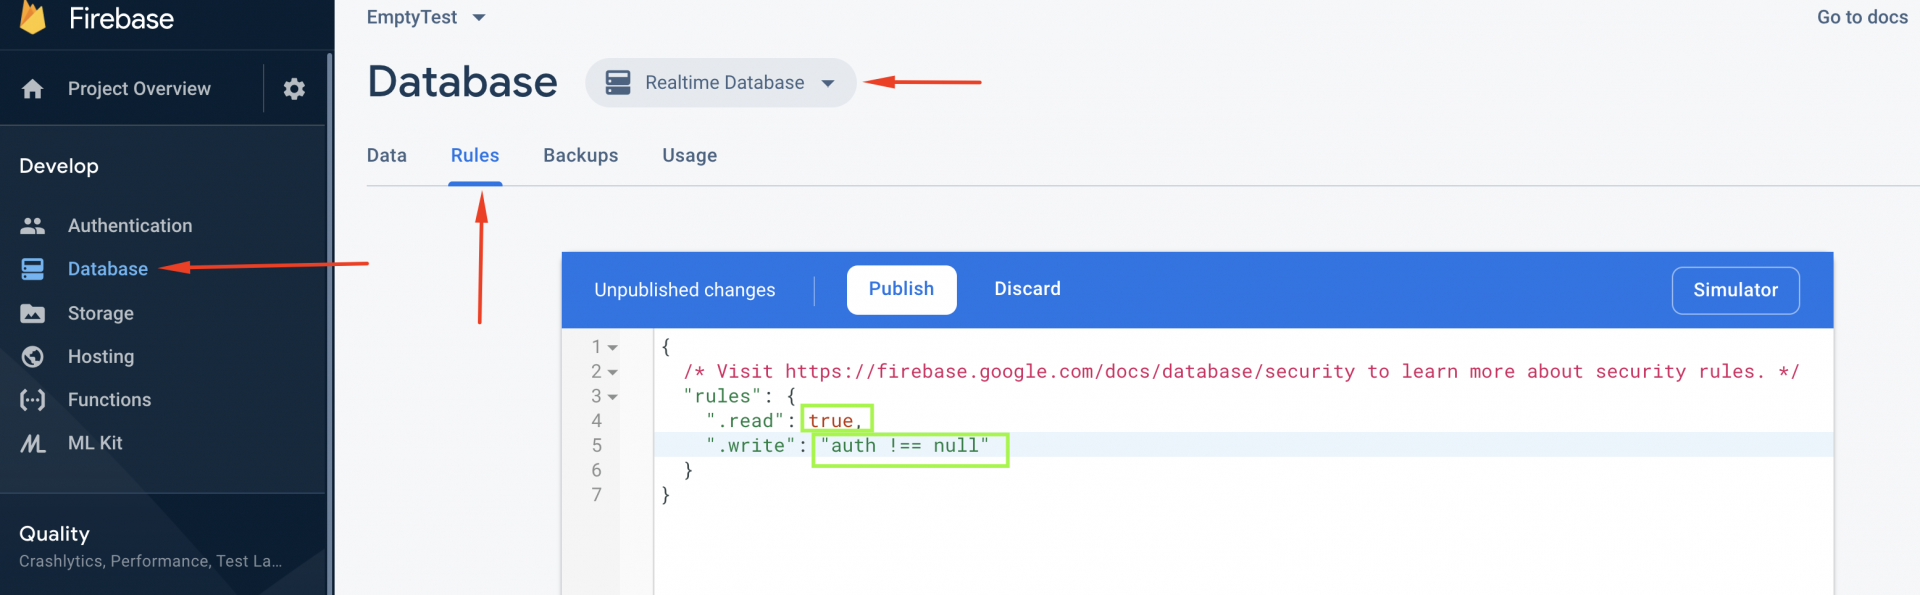 Firebase
Project Overview
Develop
Authentication
Database
Storage
Hosting
Functions
ML Kit
Quality
Crashlytics, Performance, Test La...
EmptyTest
Go to docs
Database
Realtime Database
Data Rules Backups Usage
Unpublished changes Publish Discard Simulator
1 {
2 /* Visit https://firebase.google.com/docs/database/security to learn more about security rules. */
3 "rules": {
4 ".read": true,
5 ".write": "auth !== null"
6 }
7 }